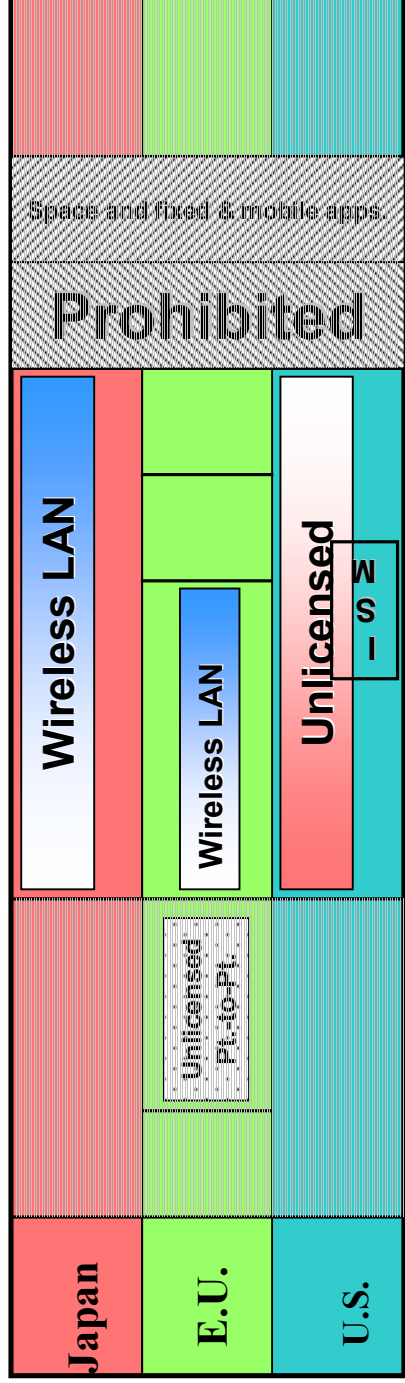 Japan
Wireless LAN
E.U.
Unlicensed
Pt.-to-Pt.
Wireless LAN
U.S.
Unlicensed
I S M
Prohibited
Space and fixed & mobile apps.